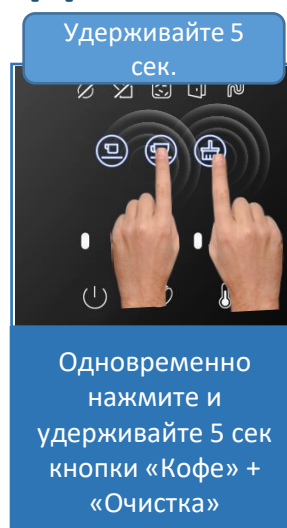 Удерживайте 5
сек.
Одновременно
нажмите и
удерживайте 5 сек
кнопки «Кофе» +
«Очистка»